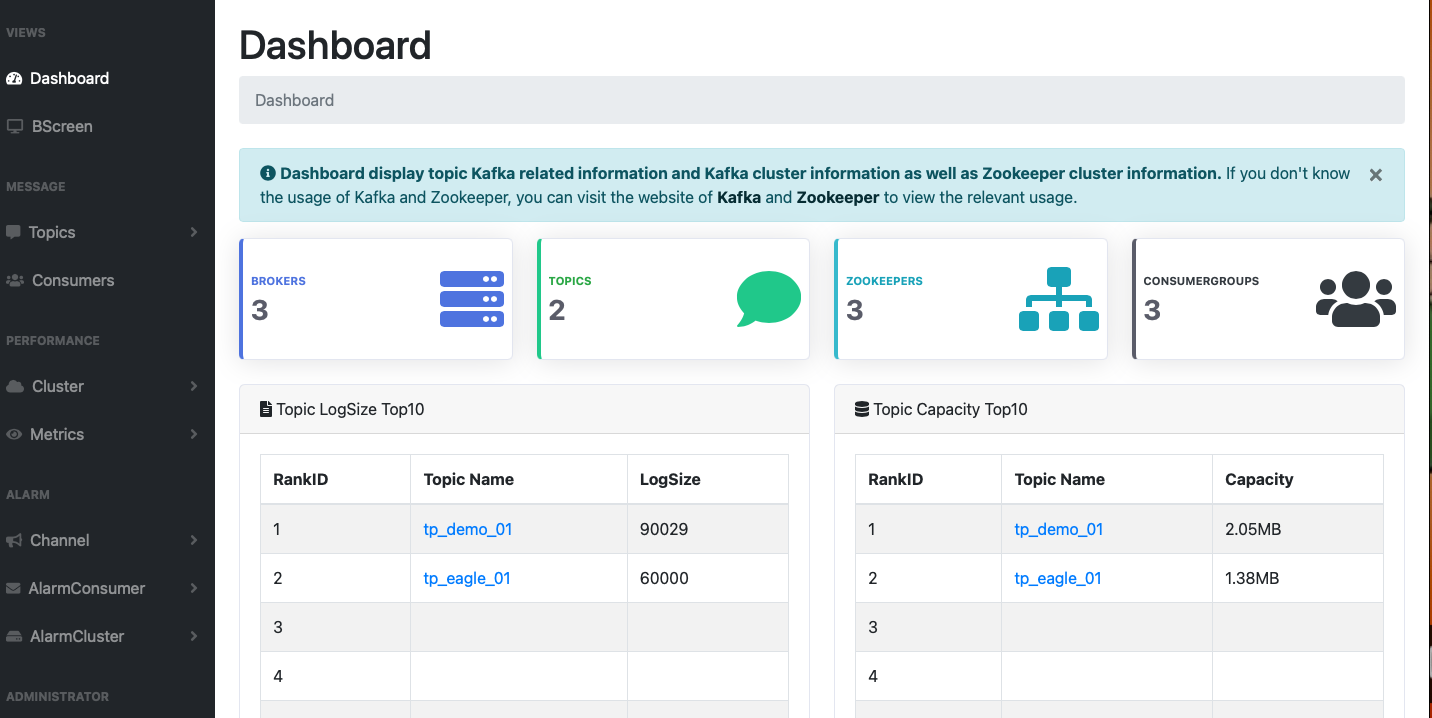 VIEWS
Dashboard
BScreen
MESSAGE
Topics
Consumers
PERFORMANCE
Cluster
Metrics
ALARM
Channel
AlarmConsumer
AlarmCluster
ADMINISTRATOR
Dashboard
Dashboard
Dashboard display topic Kafka related information and Kafka cluster information as well as Zookeeper cluster information. If you don't know
the usage of Kafka and Zookeeper, you can visit the website of Kafka and Zookeeper to view the relevant usage.
BROKERS
3
TOPICS
2
ZOOKEEPERS
3
CONSUMERGROUPS
3
Topic LogSize Top10
RankID Topic Name LogSize
1 tp_demo_01 90029
2 tp_eagle_01 60000
3
4
Topic Capacity Top10
RankID Topic Name Capacity
1 tp_demo_01 2.05MB
2 tp_eagle_01 1.38MB
3
4